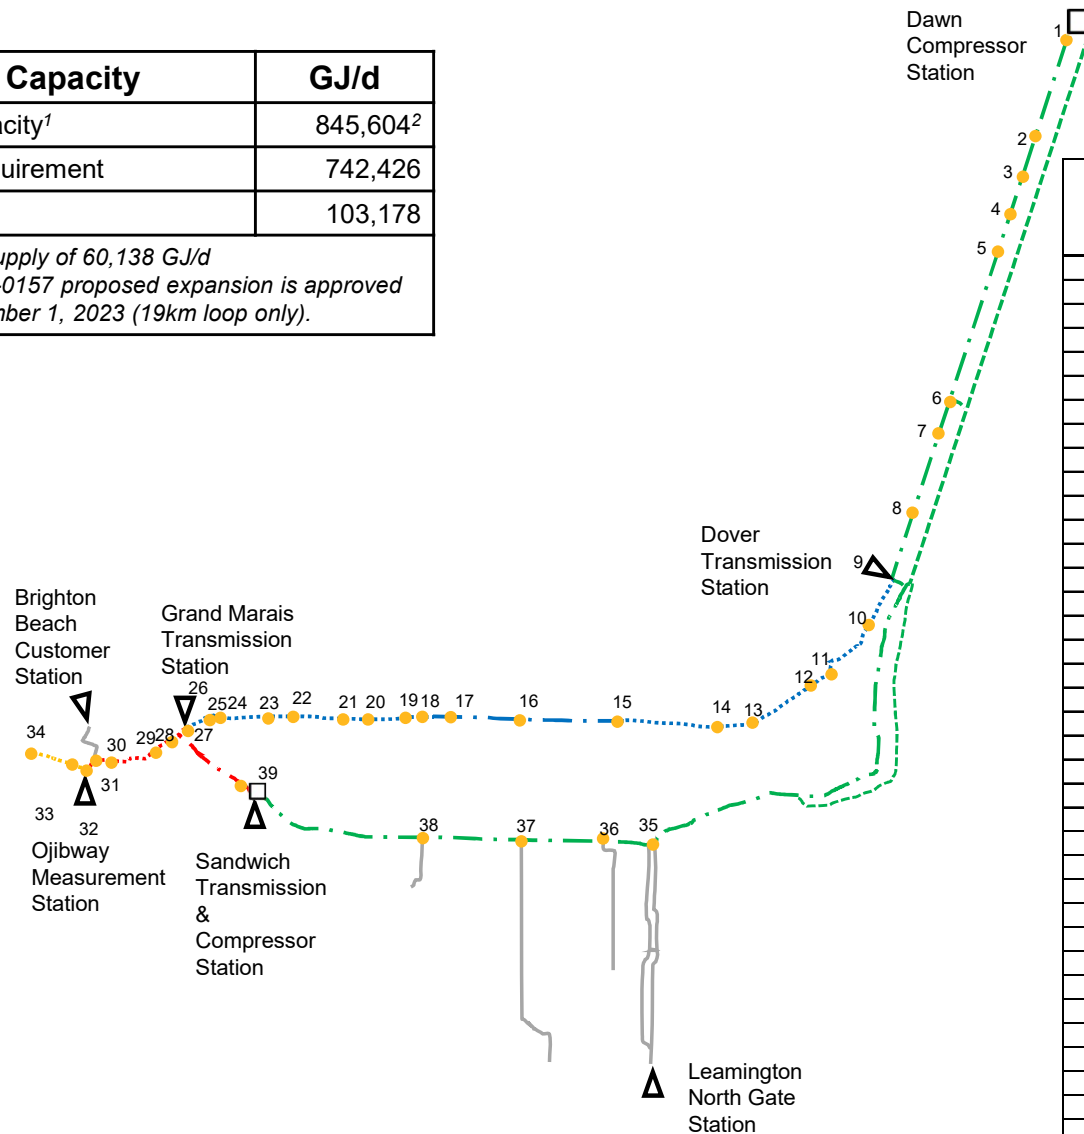 Dawn
Compressor
Station
1
Capacity GJ/d
acity1 845,6042
uirement 742,426
103,178
upply of 60,138 GJ/d
-0157 proposed expansion is approved
mber 1, 2023 (19km loop only).
2
3
4
5
6
7
8
Dover
Transmission
Station
9
10
11
12
Brighton
Beach
Customer
Station
Grand Marais
Transmission
Station
26
25 24 23 22 21 20 19 18 17 16 15 14 13
34
30
29 28 27
31
33
32
39
Ojibway
Measurement
Station
Sandwich
Transmission
&
Compressor
Station
38 37 36 35
Leamington
North Gate
Station